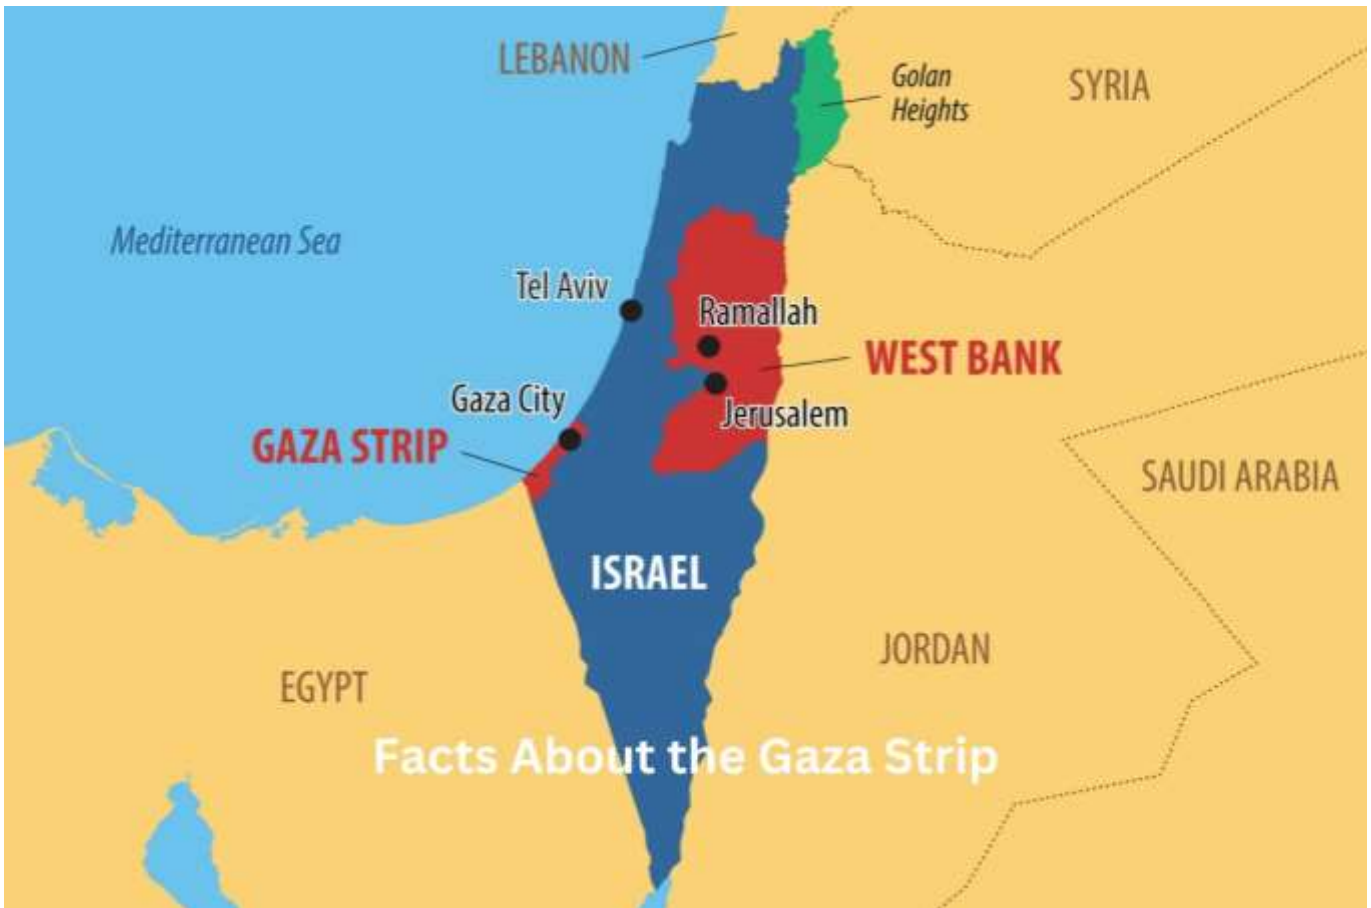 LEBANON
Golan
Heights
SYRIA
Mediterranean Sea
Tel Aviv
Ramallah
WEST BANK
Gaza City
Jerusalem
GAZA STRIP
SAUDI ARABIA
ISRAEL
JORDAN
EGYPT
Facts About the Gaza Strip